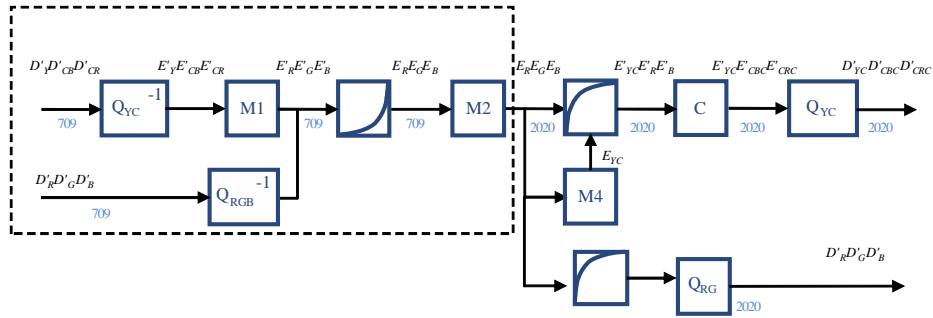 D'YD'CBD'CR E'YE'CBE'CR E'RE'GE'B EREGEB EREGEB E'YCE'RE'B E'YCE'CBCE'CRC D'YCD'CBCD'CRC
QYC-1 M1 M2 C QYC
709 709 709 2020 2020 2020 2020
EYC
D'RD'GD'B QRGB-1 M4
709
D'RD'GD'B
QRG
2020